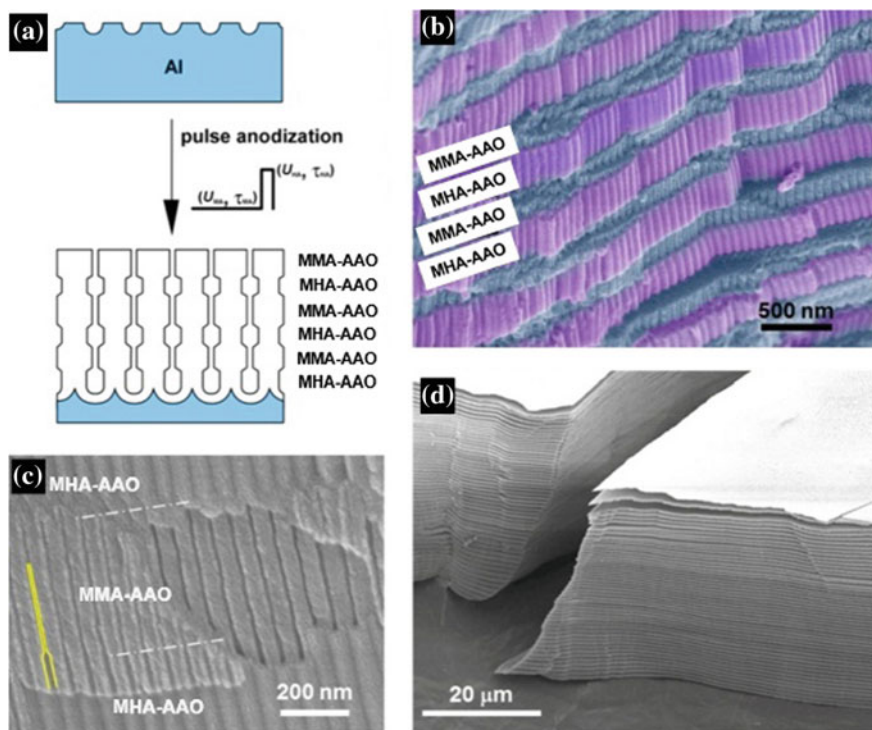 (a)
Al
pulse anodization
(U_HA, τ_HA)
(U_MA, τ_MA)
MMA-AAO
MHA-AAO
MMA-AAO
MHA-AAO
MMA-AAO
MHA-AAO
(b)
MMA-AAO
MHA-AAO
MMA-AAO
MHA-AAO
500 nm
(c)
MHA-AAO
MMA-AAO
MHA-AAO
200 nm
(d)
20 μm